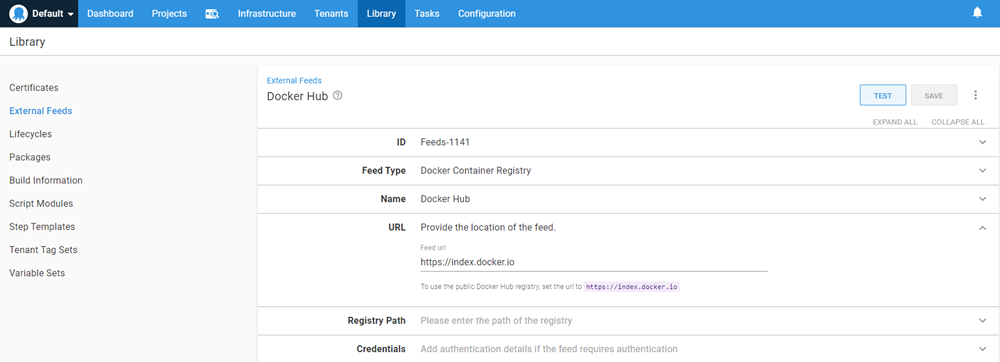 Default Dashboard Projects Infrastructure Tenants Library Tasks Configuration
Library
Certificates
External Feeds
Lifecycles
Packages
Build Information
Script Modules
Step Templates
Tenant Tag Sets
Variable Sets
External Feeds
Docker Hub
TEST SAVE
EXPAND ALL COLLAPSE ALL
ID Feeds-1141
Feed Type Docker Container Registry
Name Docker Hub
URL Provide the location of the feed.
Feed url
https://index.docker.io
To use the public Docker Hub registry, set the url to https://index.docker.io
Registry Path Please enter the path of the registry
Credentials Add authentication details if the feed requires authentication